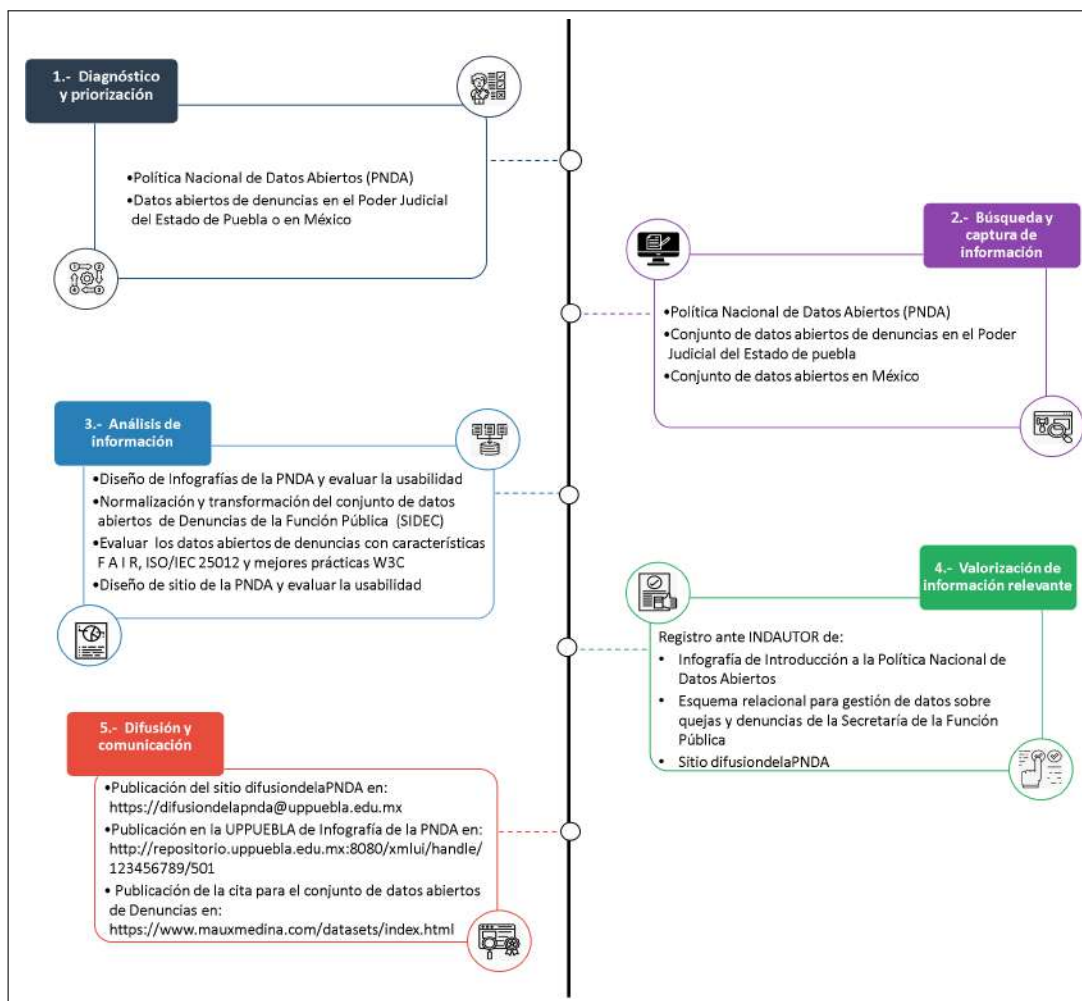 1.- Diagnóstico
y priorización
•Política Nacional de Datos Abiertos (PNDA)
•Datos abiertos de denuncias en el Poder Judicial
del Estado de Puebla o en México
2.- Búsqueda y
captura de
información
•Política Nacional de Datos Abiertos (PNDA)
•Conjunto de datos abiertos de denuncias en el Poder
Judicial del Estado de puebla
•Conjunto de datos abiertos en México
3.- Análisis de
información
•Diseño de Infografías de la PNDA y evaluar la usabilidad
•Normalización y transformación del conjunto de datos
abiertos de Denuncias de la Función Pública (SIDEC)
•Evaluar los datos abiertos de denuncias con características
F A I R, ISO/IEC 25012 y mejores prácticas W3C
•Diseño de sitio de la PNDA y evaluar la usabilidad
4.- Valorización de
información relevante
Registro ante INDAUTOR de:
• Infografía de Introducción a la Política Nacional de
Datos Abiertos
• Esquema relacional para gestión de datos sobre
quejas y denuncias de la Secretaría de la Función
Pública
• Sitio difusiondelaPNDA
5.- Difusión y
comunicación
•Publicación del sitio difusiondelaPNDA en:
https://difusiondelapnda@uppuebla.edu.mx
•Publicación en la UPPUEBLA de Infografía de la PNDA en:
http://repositorio.uppuebla.edu.mx:8080/xmlui/handle/
123456789/501
• Publicación de la cita para el conjunto de datos abiertos
de Denuncias en:
https://www.mauxmedina.com/datasets/index.html